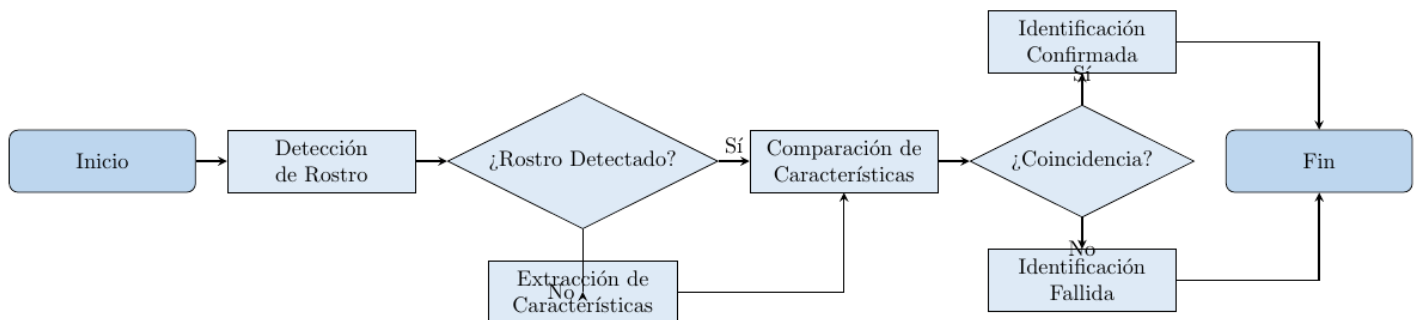 Inicio
Detección
de Rostro
¿Rostro Detectado?
Sí
No
Extracción de
Características
Comparación de
Características
¿Coincidencia?
Sí
Identificación
Confirmada
No
Identificación
Fallida
Fin